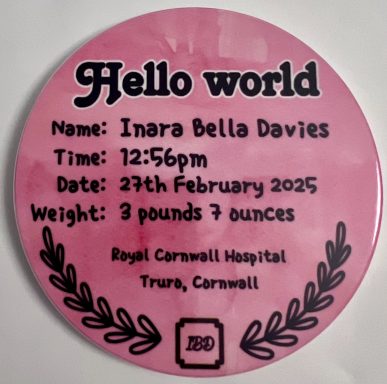 Hello world
Name: Inara Bella Davies
Time: 12:56pm
Date: 27th February 2025
Weight: 3 pounds 7 ounces
Royal Cornwall Hospital
Truro, Cornwall
IBD